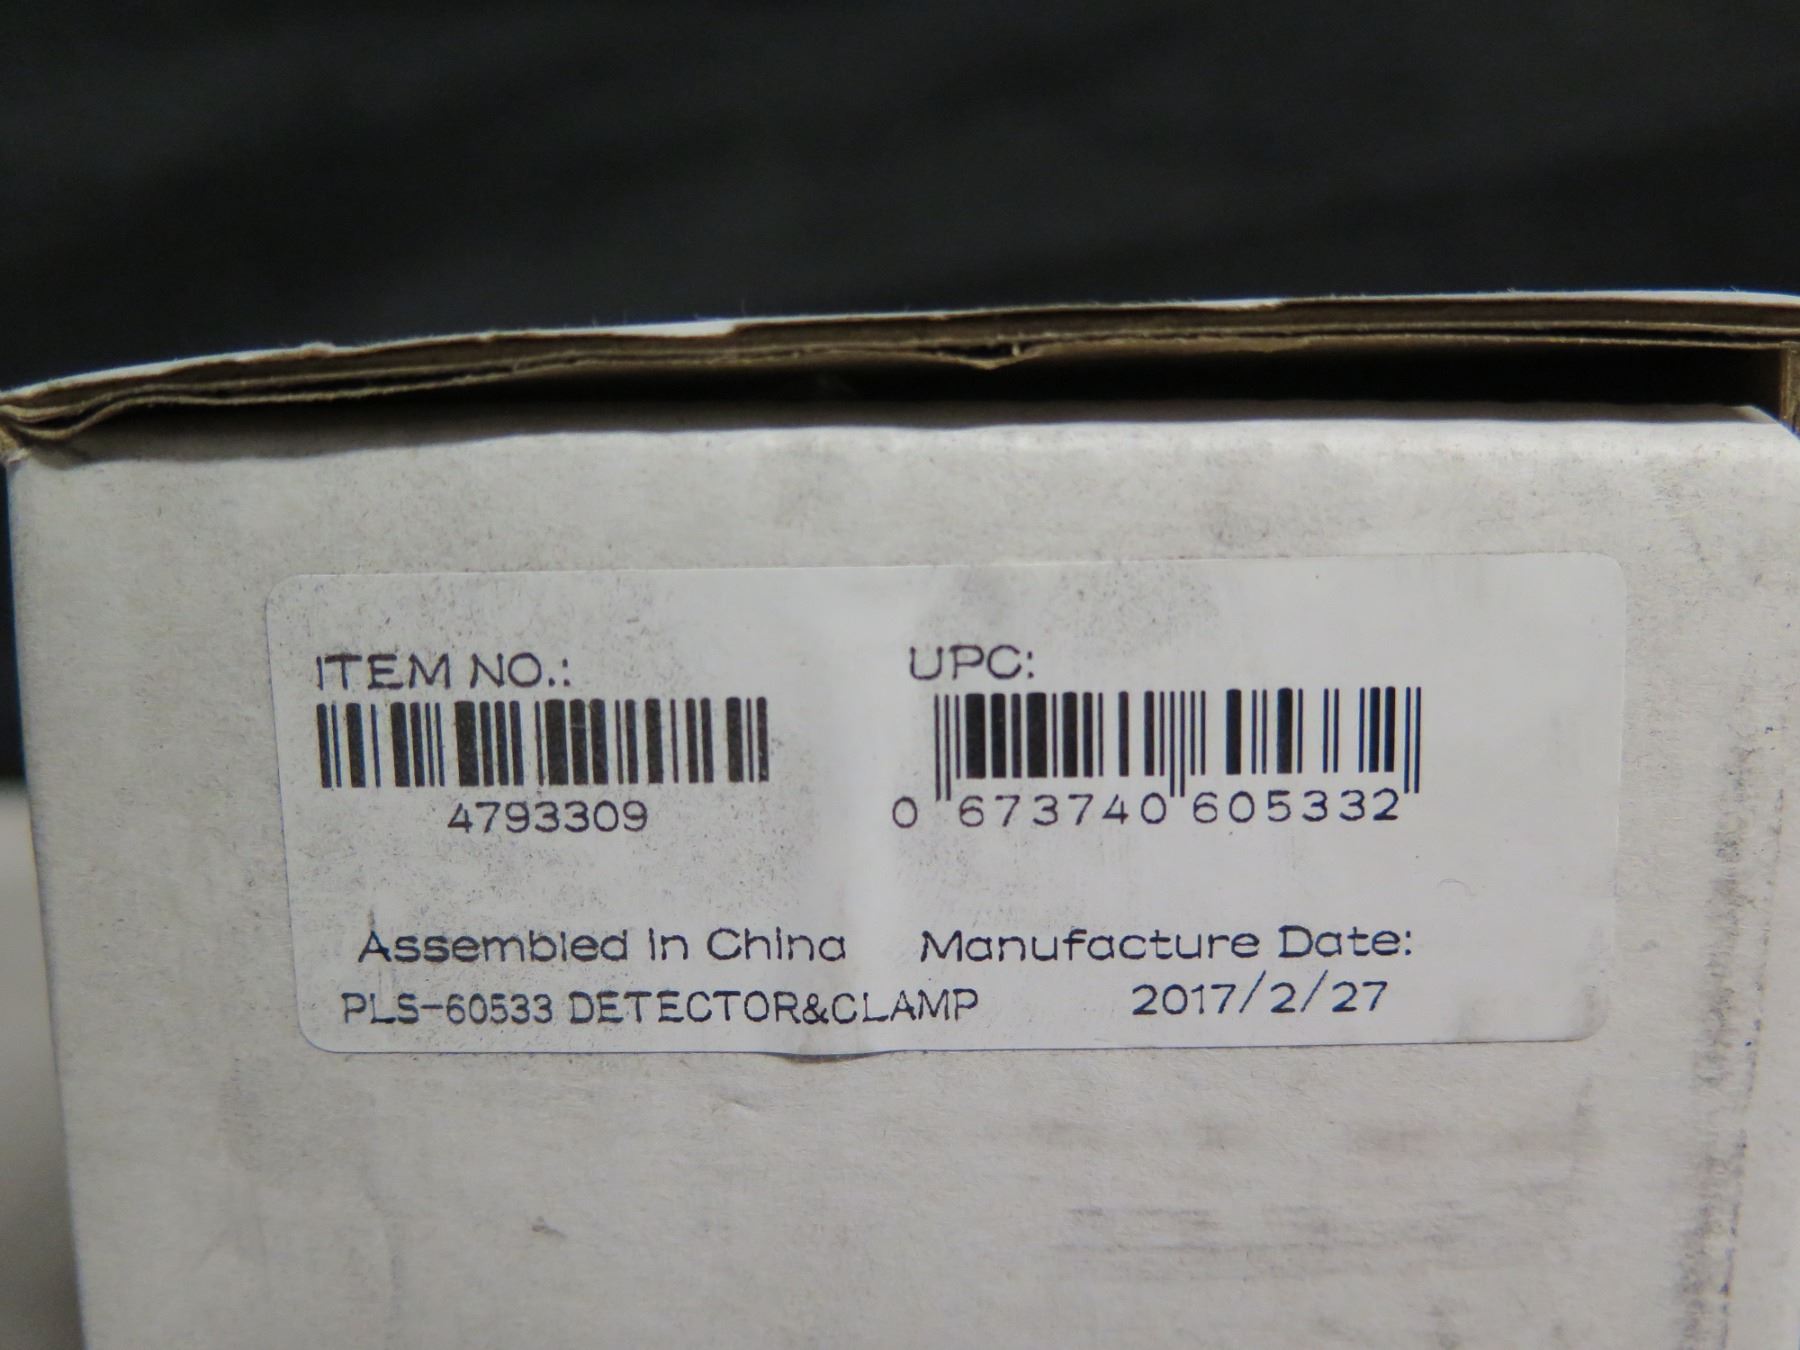 ITEM NO.:
4793309
UPC:
0 673740 605332
Assembled in China
Manufacture Date:
PLS-60533 DETECTOR&CLAMP
2017/2/27